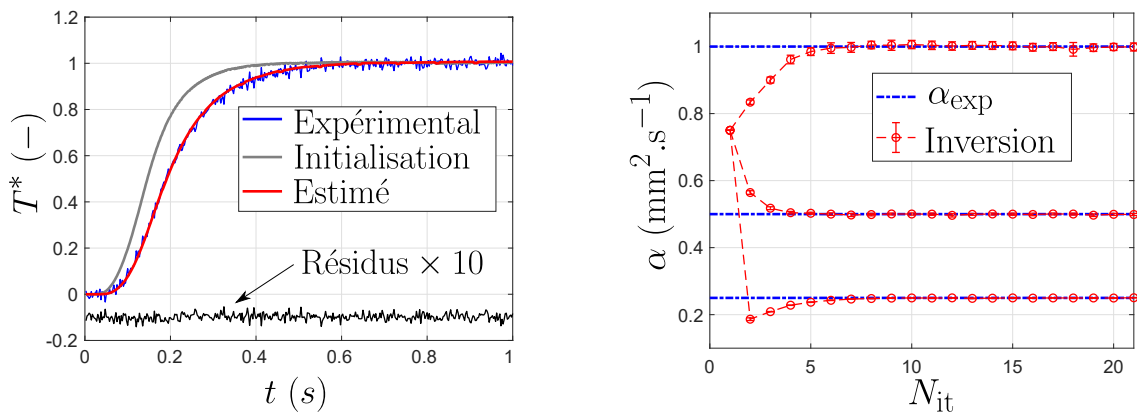 1.2
1
0.8
0.6
0.4
0.2
0
-0.2
T* (−)
Expérimental
Initialisation
Estimé
Résidus × 10
0 0.2 0.4 0.6 0.8 1
t (s)
1
0.8
0.6
0.4
0.2
α (mm².s⁻¹)
α_exp
Inversion
0 5 10 15 20
N_it